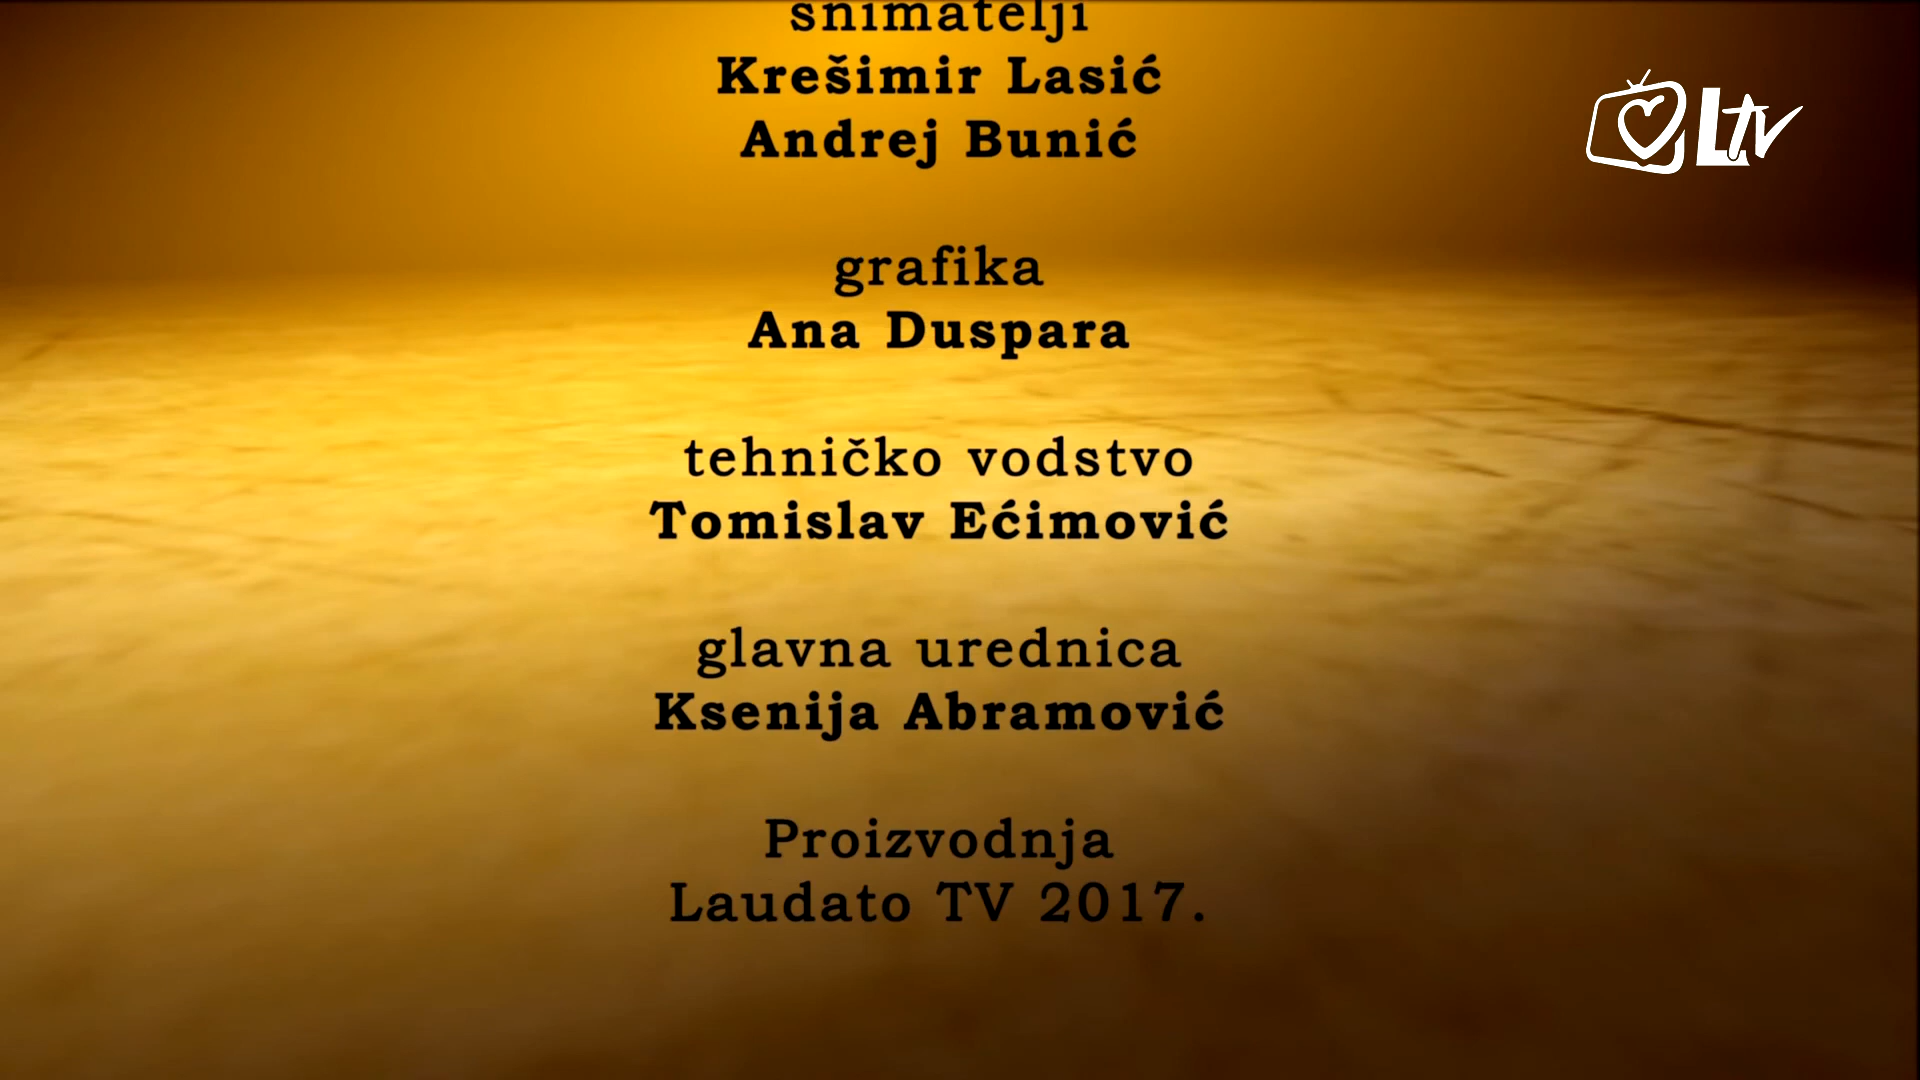 snimatelji
Krešimir Lasić
Andrej Bunić
LTV
grafika
Ana Duspara
tehničko vodstvo
Tomislav Ećimović
glavna urednica
Ksenija Abramović
Proizvodnja
Laudato TV 2017.